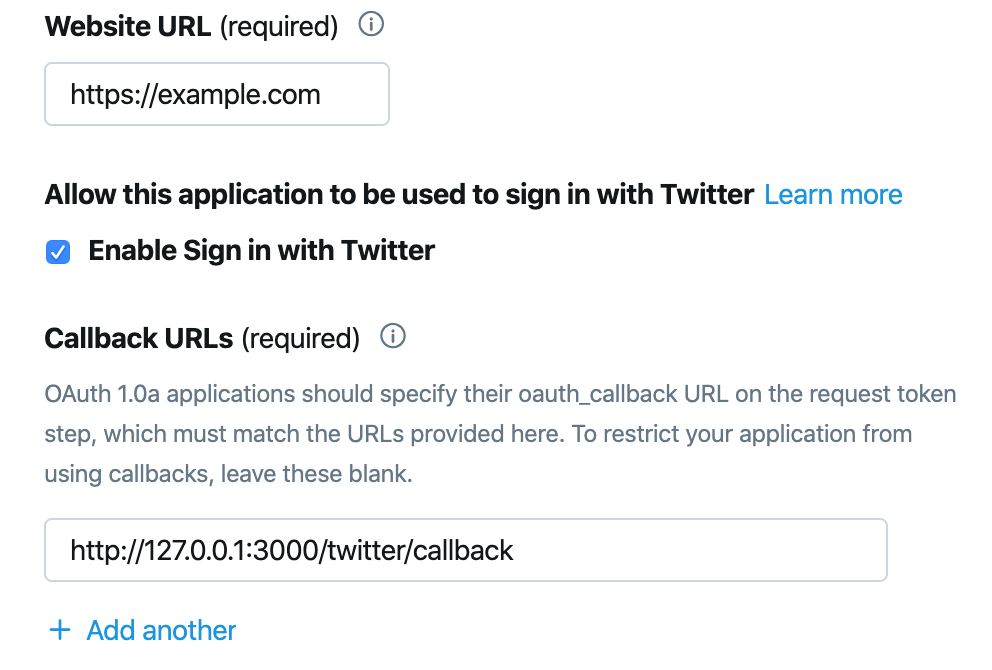 Website URL (required)
https://example.com
Allow this application to be used to sign in with Twitter Learn more
Enable Sign in with Twitter
Callback URLs (required)
OAuth 1.0a applications should specify their oauth_callback URL on the request token
step, which must match the URLs provided here. To restrict your application from
using callbacks, leave these blank.
http://127.0.0.1:3000/twitter/callback
+ Add another